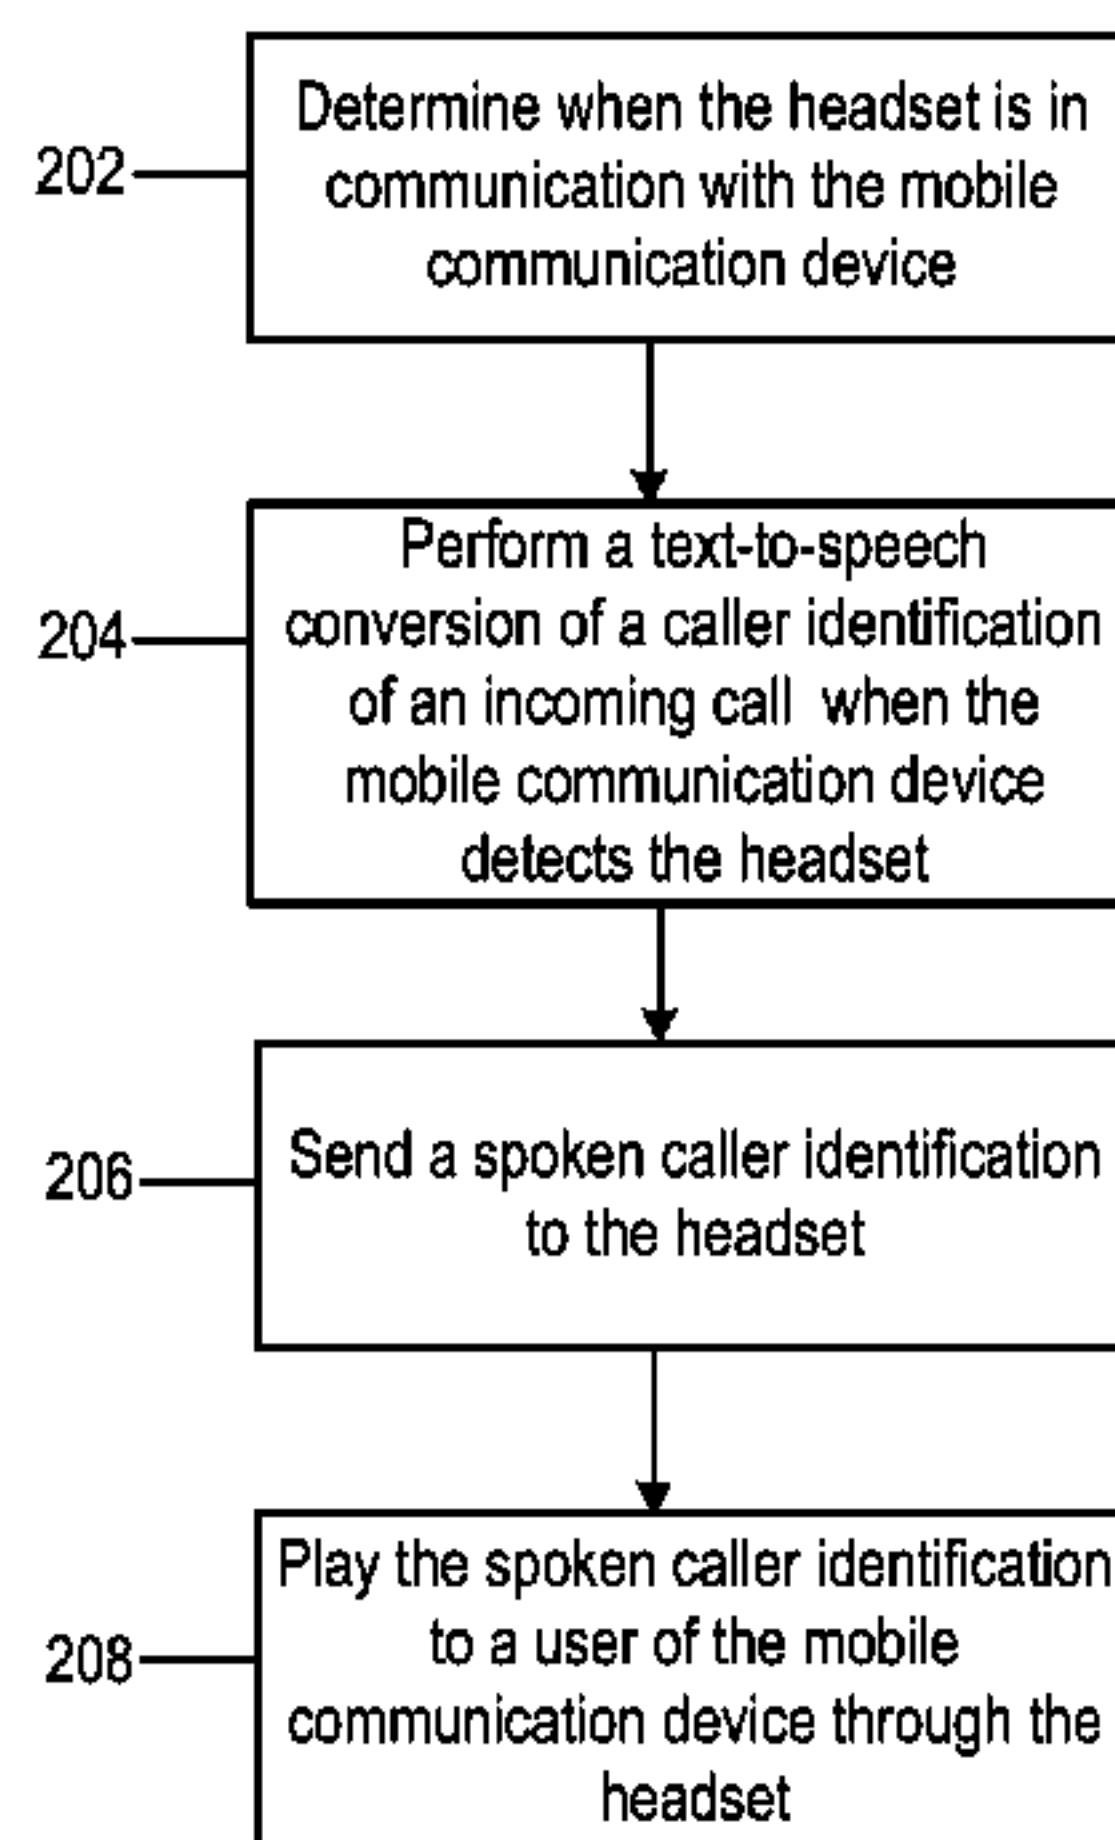 202
Determine when the headset is in
communication with the mobile
communication device
204
Perform a text-to-speech
conversion of a caller identification
of an incoming call when the
mobile communication device
detects the headset
206
Send a spoken caller identification
to the headset
208
Play the spoken caller identification
to a user of the mobile
communication device through the
headset